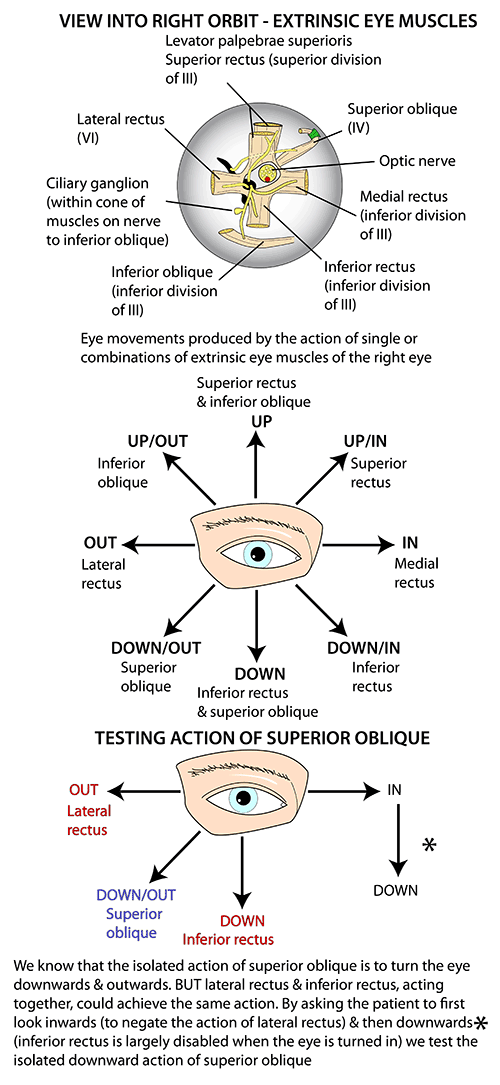 VIEW INTO RIGHT ORBIT - EXTRINSIC EYE MUSCLES
Levator palpebrae superioris
Superior rectus (superior division
of III)
Lateral rectus
(VI)
Superior oblique
(IV)
Optic nerve
Ciliary ganglion
(within cone of
muscles on nerve
to inferior oblique)
Medial rectus
(inferior division
of III)
Inferior oblique
(inferior division
of III)
Inferior rectus
(inferior division
of III)
Eye movements produced by the action of single or
combinations of extrinsic eye muscles of the right eye
Superior rectus
& inferior oblique
UP
UP/OUT
Inferior
oblique
UP/IN
Superior
rectus
OUT
Lateral
rectus
IN
Medial
rectus
DOWN/OUT
Superior
oblique
DOWN
Inferior rectus
& superior oblique
DOWN/IN
Inferior
rectus
TESTING ACTION OF SUPERIOR OBLIQUE
OUT
Lateral
rectus
IN
*
DOWN
DOWN/OUT
Superior
oblique
DOWN
Inferior rectus
We know that the isolated action of superior oblique is to turn the eye
downwards & outwards. BUT lateral rectus & inferior rectus, acting
together, could achieve the same action. By asking the patient to first
look inwards (to negate the action of lateral rectus) & then downwards*
(inferior rectus is largely disabled when the eye is turned in) we test the
isolated downward action of superior oblique